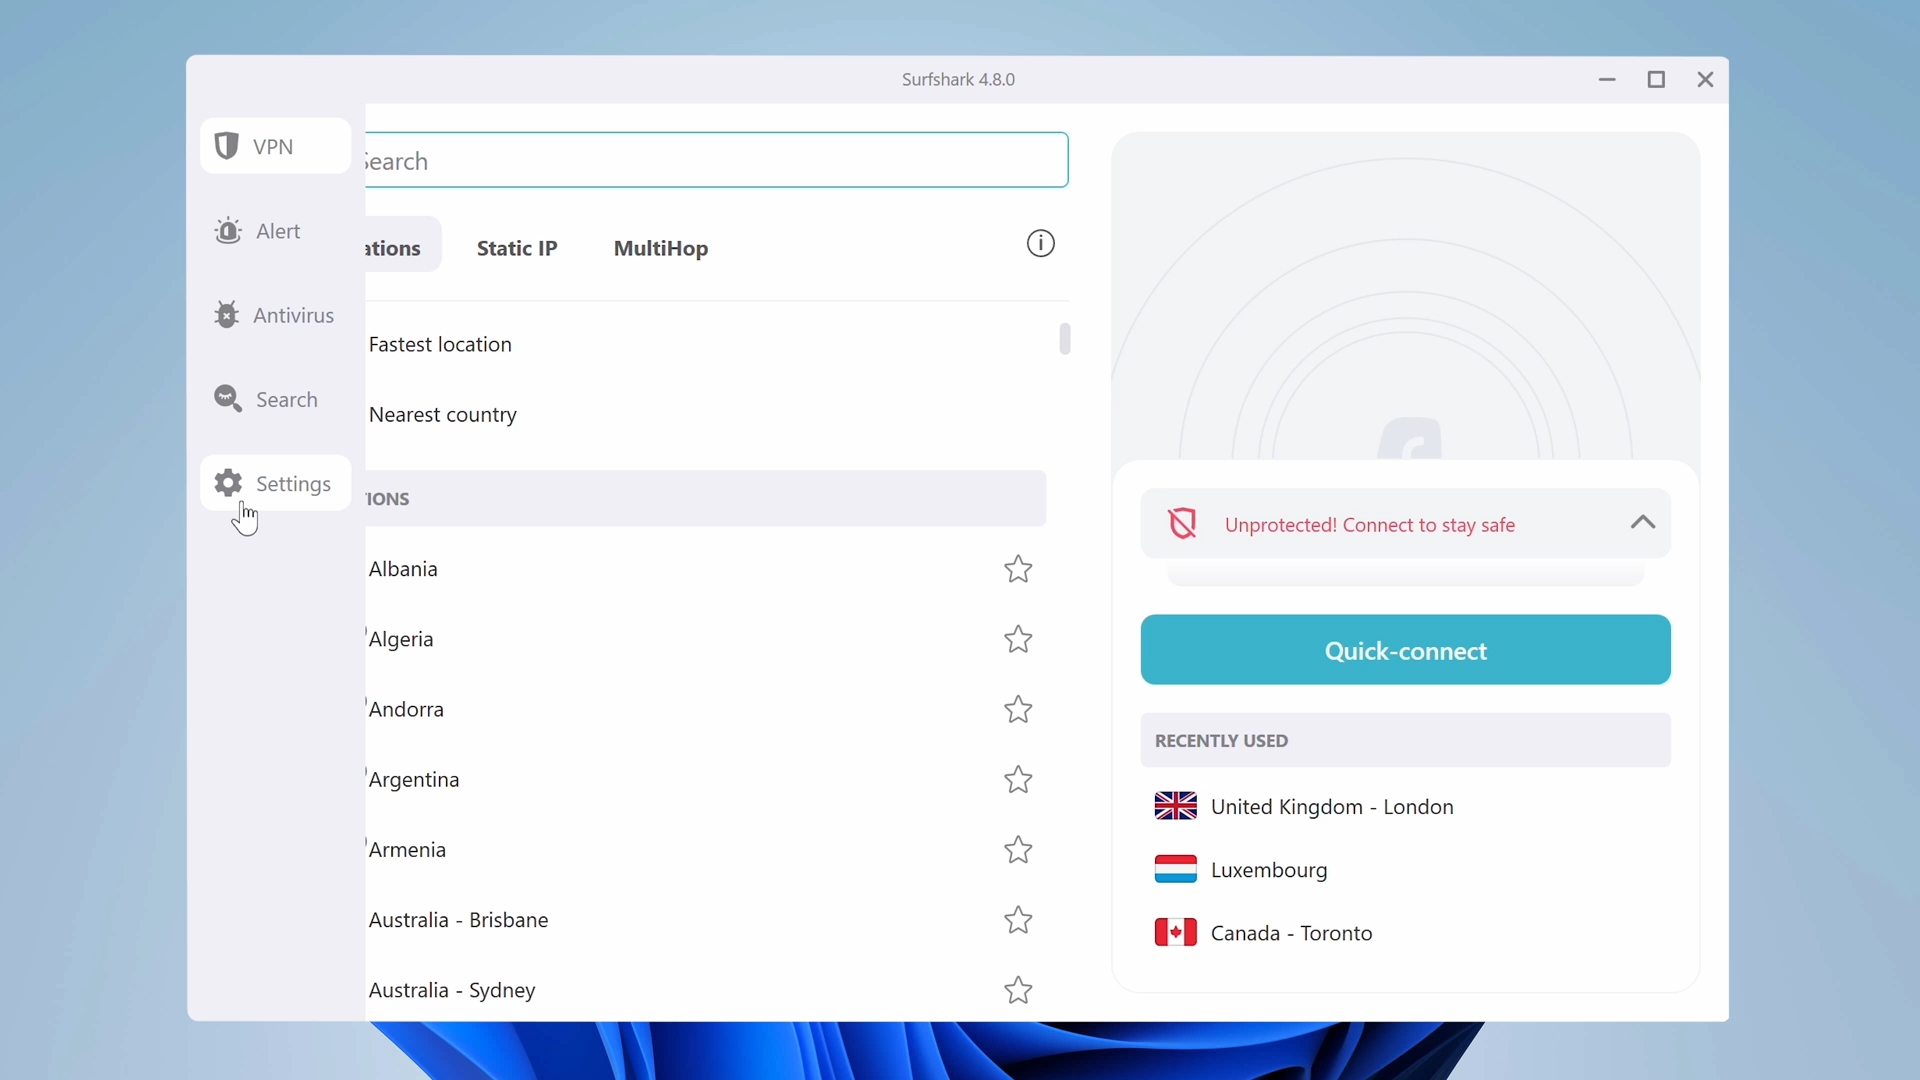 Surfshark 4.8.0
VPN
Alert
Antivirus
Search
Settings
Search
ations
Static IP
MultiHop
Fastest location
Nearest country
IONS
Albania
Algeria
Andorra
Argentina
Armenia
Australia - Brisbane
Australia - Sydney
Unprotected! Connect to stay safe
Quick-connect
RECENTLY USED
United Kingdom - London
Luxembourg
Canada - Toronto